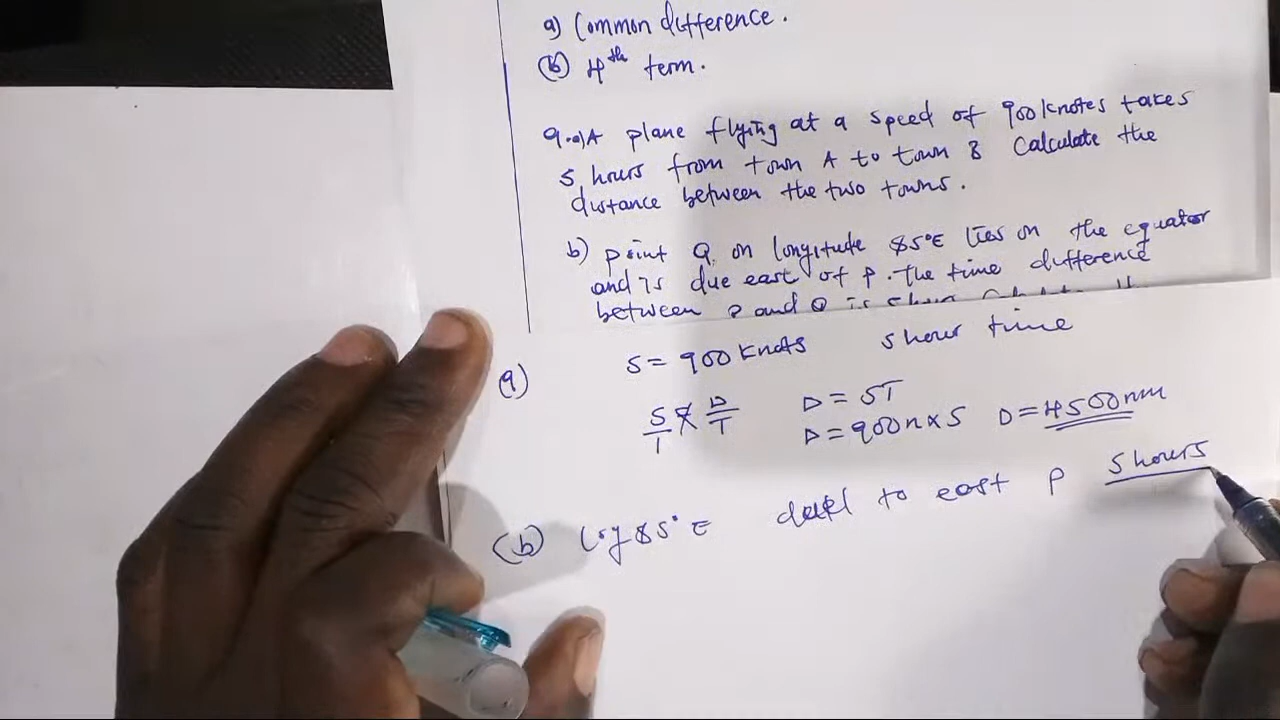 a) Common difference.
(b) 4th term.
9.a)A plane flying at a speed of 900 knotes takes
5 hours from town A to town B Calculate the
distance between the two towns.
b) point Q on longitude 85°E lies on the equator
and is due east of P. The time difference
between P and Q is
(9) S = 900 Knots 5 hour time
S/1 D/T D = ST
D = 900n x 5 D = 4500nm
(b) 85°E to east P 5 hours